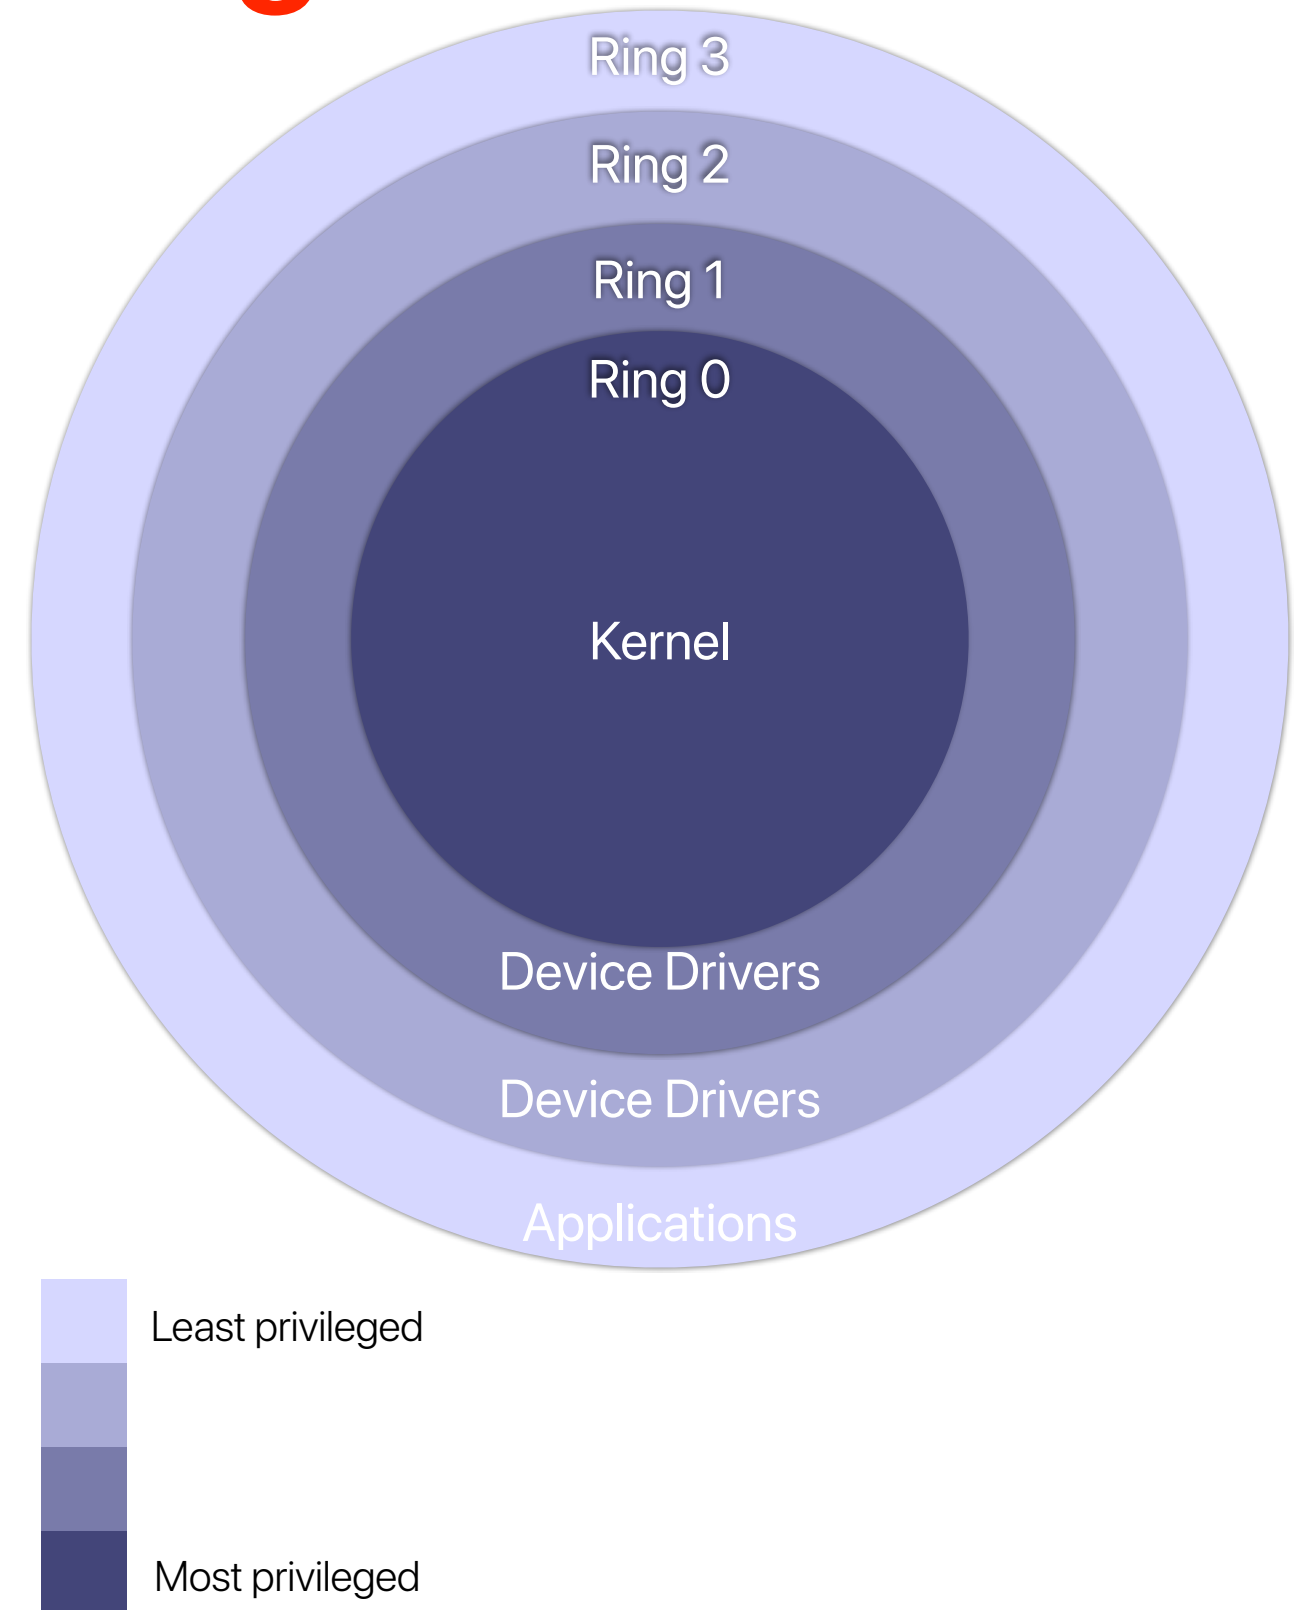 Ring 3
Ring 2
Ring 1
Ring 0
Kernel
Device Drivers
Device Drivers
Applications
Least privileged
Most privileged